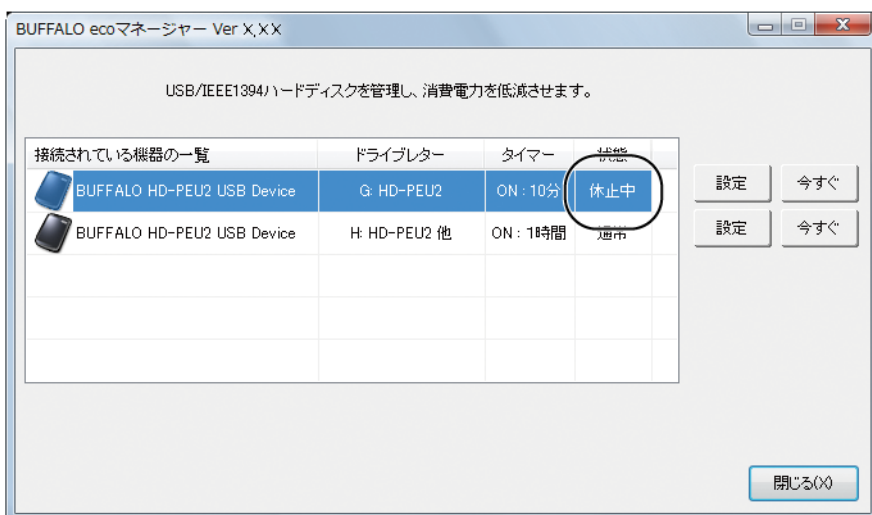 BUFFALO ecoマネージャー Ver X.XX
USB/IEEE1394ハードディスクを管理し、消費電力を低減させます。
接続されている機器の一覧 ドライブレター タイマー 状態
BUFFALO HD-PEU2 USB Device G: HD-PEU2 ON : 10分 休止中 設定 今すぐ
BUFFALO HD-PEU2 USB Device H: HD-PEU2 他 ON : 1時間 通常 設定 今すぐ
閉じる(X)